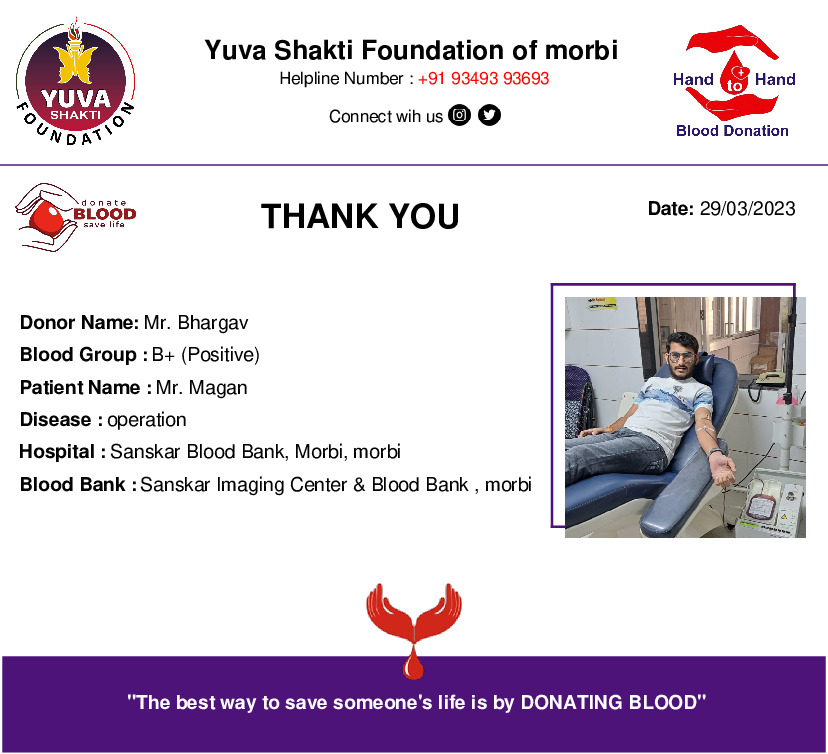 YUVA
SHAKTI
FOUNDATION
Yuva Shakti Foundation of morbi
Helpline Number : +91 93493 93693
Connect wih us
Hand to Hand
Blood Donation
donate
BLOOD
save life
THANK YOU
Date: 29/03/2023
Donor Name: Mr. Bhargav
Blood Group : B+ (Positive)
Patient Name : Mr. Magan
Disease : operation
Hospital : Sanskar Blood Bank, Morbi, morbi
Blood Bank : Sanskar Imaging Center & Blood Bank , morbi
"The best way to save someone's life is by DONATING BLOOD"